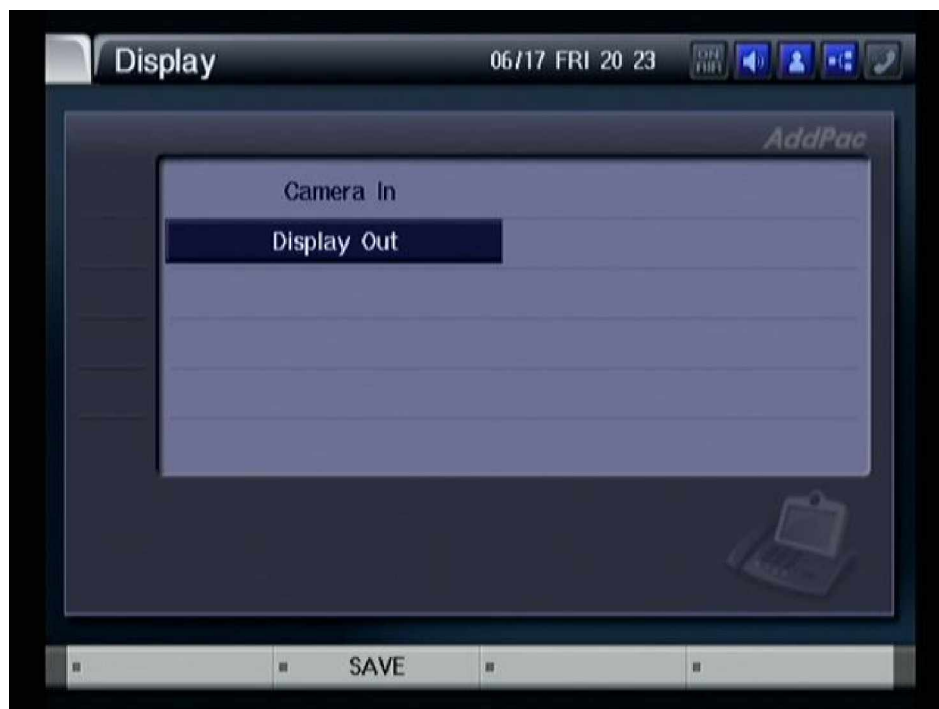 Display 06/17 FRI 20 23 ON AIR
AddPac
Camera In
Display Out
SAVE